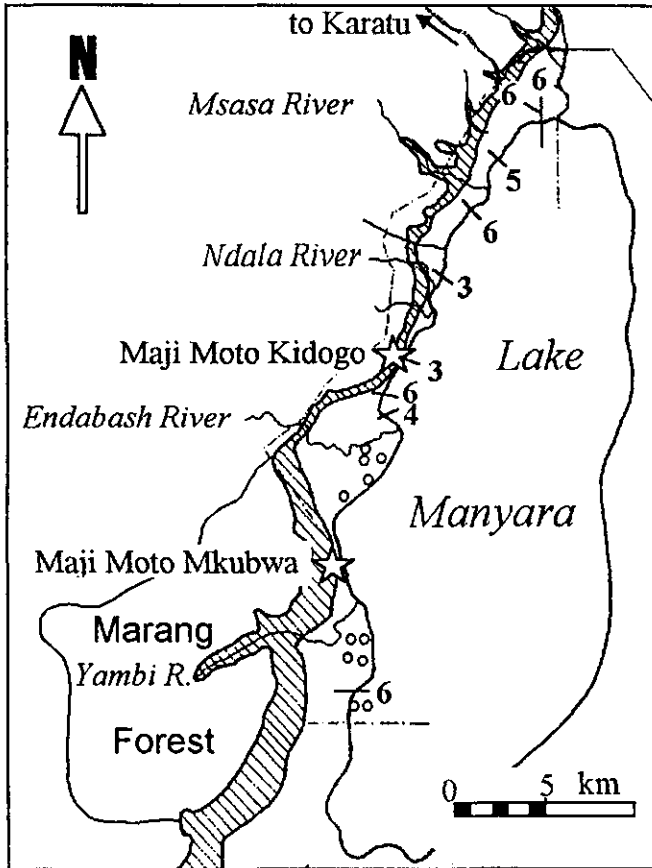 to Karatu
N
Msasa River
6
6
5
6
Ndala River
3
Maji Moto Kidogo
Lake
3
6
Endabash River
4
Manyara
Maji Moto Mkubwa
Marang
Yambi R.
6
Forest
0 5 km